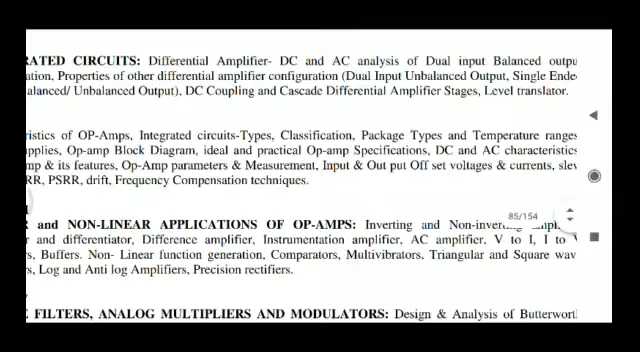 RATED CIRCUITS: Differential Amplifier- DC and AC analysis of Dual input Balanced outpu
ation, Properties of other differential amplifier configuration (Dual Input Unbalanced Output, Single Ende
alanced/ Unbalanced Output), DC Coupling and Cascade Differential Amplifier Stages, Level translator.
ristics of OP-Amps, Integrated circuits-Types, Classification, Package Types and Temperature ranges
upplies, Op-amp Block Diagram, ideal and practical Op-amp Specifications, DC and AC characteristics
mp & its features, Op-Amp parameters & Measurement, Input & Out put Off set voltages & currents, slew
RR, PSRR, drift, Frequency Compensation techniques.
85/154
and NON-LINEAR APPLICATIONS OF OP-AMPS: Inverting and
r and differentiator, Difference amplifier, Instrumentation amplifier, AC amplifier, V to I, I to V
s, Buffers. Non- Linear function generation, Comparators, Multivibrators, Triangular and Square wav
s, Log and Anti log Amplifiers, Precision rectifiers.
FILTERS, ANALOG MULTIPLIERS AND MODULATORS: Design & Analysis of Butterwort